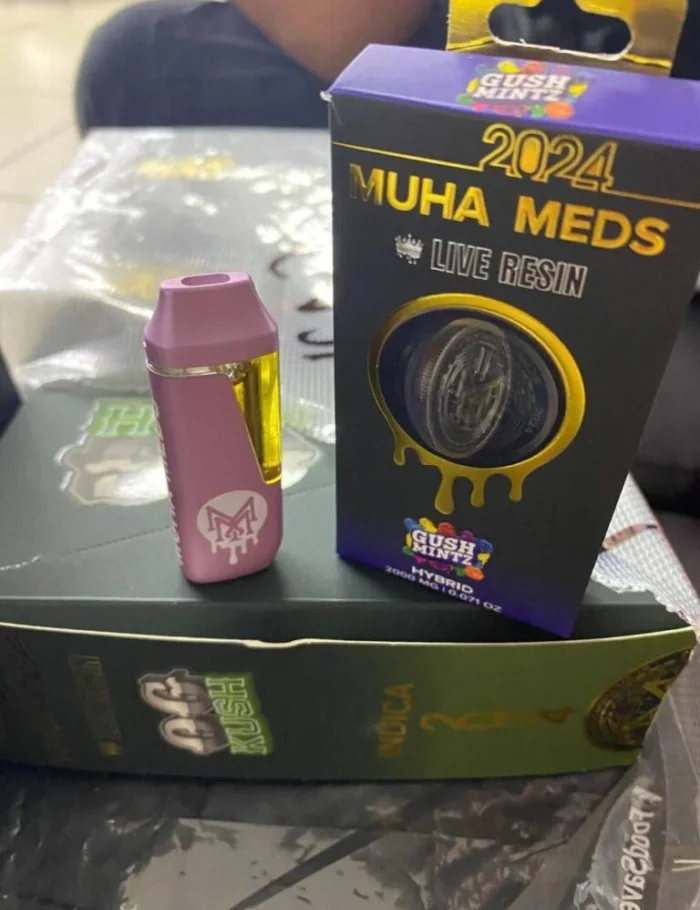 GUSH
MINTZ
2024
MUHA MEDS
LIVE RESIN
GUSH
MINTZ
HYBRID
2000 MG | 0.071 OZ
OG
KUSH
INDICA
2024